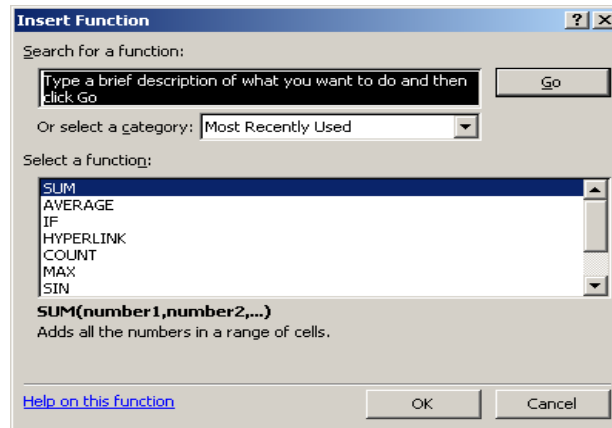 Insert Function
Search for a function:
Type a brief description of what you want to do and then
click Go
Go
Or select a category: Most Recently Used
Select a function:
SUM
AVERAGE
IF
HYPERLINK
COUNT
MAX
SIN
SUM(number1,number2,...)
Adds all the numbers in a range of cells.
Help on this function
OK
Cancel